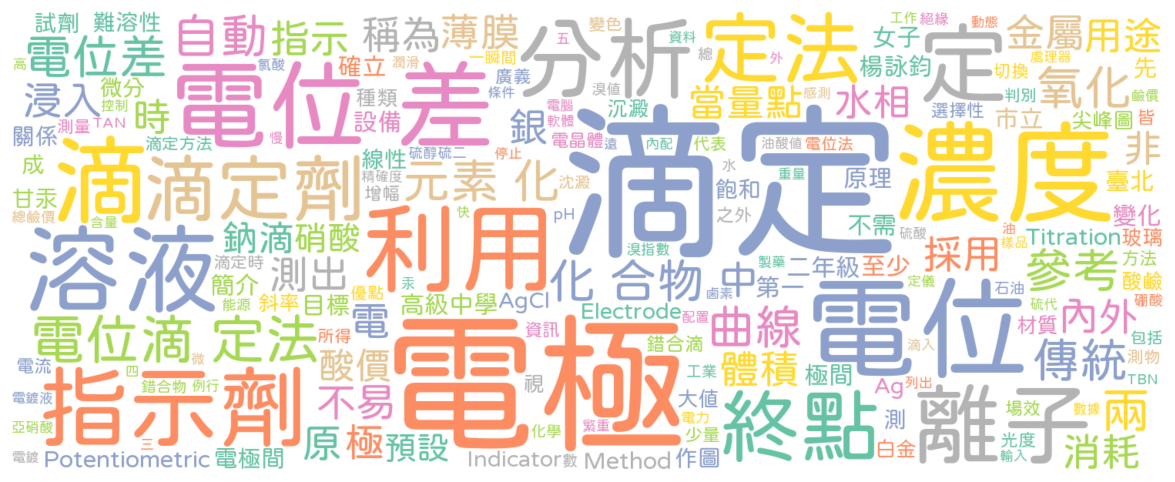 試劑 難溶性
自動
指示
稱為
薄膜
分析
五
變色
資料
定法
工作
絕緣
動態
女子
定
處理器
金屬
用途
高
電位差
氯酸
確立
潤滑
一瞬間
廣義
條件
總
外
楊詠鈞
切換
先
浸入
微分
控制
電位差
種類
溴值
當量點
感測
水相
判別
氧化
鹼價
關係
測量
TAN
時
設備
慢
銀
電腦
軟體
沉澱
選擇性
市立
尖峰圖
皆
滴定方法
電晶體
遠
內配
代表
油酸值
電位法
非
成
滴
滴定劑
線性
硫醇硫二
停止
滴定
水
重量
原理
濃度
臺北
甘汞
精確度
增幅
元素 化
沈澱
飽和
之外
總鹼價
含量
快
pH
不需
硫酸
油
樣品
變化
溶液
鈉滴
硝酸
利用
溴指數
製藥
Titration
玻璃
滴定時
測出
汞
化 合物
中
第一
二年級
至少
採用
參考
方法
簡介
鹵素
酸鹼
能源
斜率
優點
目標
高級中學
AgCl
Electrode
配置
曲線
電位
定儀
石油
硫代
硼酸
電位滴 定法
所得
電
電極
資訊
錯合滴
材質
內外
包括
電流
四
微
酸價
體積
工業
極間
滴入
傳統
測物
錯合物
例行
指示劑
視
大值
Ag
列出
TBN
電鍍液
不易
電力
終點
測
離子
場效
數據
兩
亞硝酸
三
原
極
預設
化學
緊重
少量
白金
光度
輸入
消耗
電鍍
Potentiometric
電極間
Indicator
數
Method
作圖